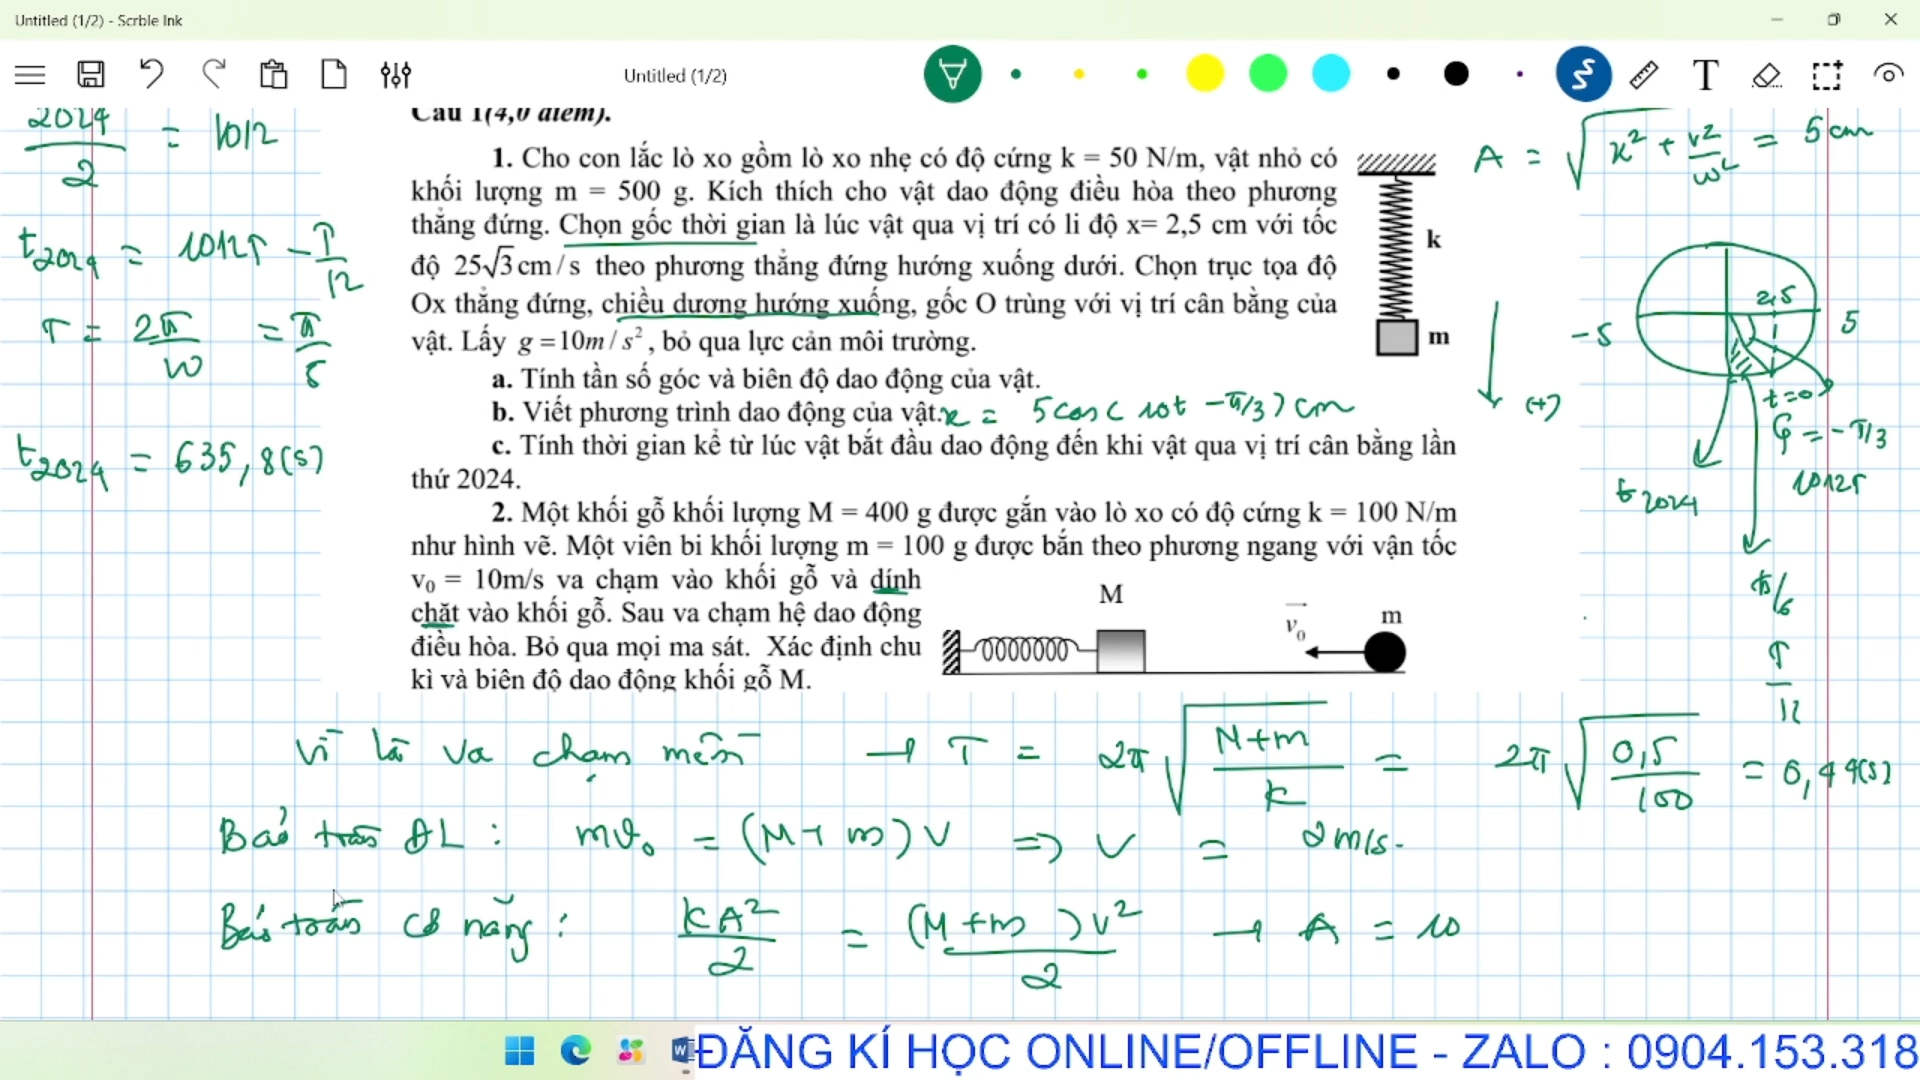 Untitled (1/2) - Scrble Ink
Untitled (1/2)
T
2024/2 = 1012
t2024 = 1012T - T/12
T = 2π/ω = π/5
t2024 = 635,8(s)
Câu 1(4,0 điểm).
1. Cho con lắc lò xo gồm lò xo nhẹ có độ cứng k = 50 N/m, vật nhỏ có
khối lượng m = 500 g. Kích thích cho vật dao động điều hòa theo phương
thẳng đứng. Chọn gốc thời gian là lúc vật qua vị trí có li độ x= 2,5 cm với tốc
độ 25√3cm/s theo phương thẳng đứng hướng xuống dưới. Chọn trục tọa độ
Ox thẳng đứng, chiều dương hướng xuống, gốc O trùng với vị trí cân bằng của
vật. Lấy g =10m/s², bỏ qua lực cản môi trường.
a. Tính tần số góc và biên độ dao động của vật.
b. Viết phương trình dao động của vật. x = 5cos(10t - π/3) cm
c. Tính thời gian kể từ lúc vật bắt đầu dao động đến khi vật qua vị trí cân bằng lần
thứ 2024.
2. Một khối gỗ khối lượng M = 400 g được gắn vào lò xo có độ cứng k = 100 N/m
như hình vẽ. Một viên bi khối lượng m = 100 g được bắn theo phương ngang với vận tốc
v₀ = 10m/s va chạm vào khối gỗ và dính
chặt vào khối gỗ. Sau va chạm hệ dao động
điều hòa. Bỏ qua mọi ma sát. Xác định chu
kì và biên độ dao động khối gỗ M.
k
m
(+)
M
v₀
m
A = √(x² + v²/ω²) = 5 cm
2,5
-5
5
t=0
φ = -π/3
t2024
1012T
π/6
T/12
Vì là va chạm mềm → T = 2π√((M+m)/k) = 2π√(0,5/100) = 0,44(s)
Bảo toàn ĐL : mv₀ = (M+m)V => V = 2m/s.
Bảo toàn cơ năng : kA²/2 = (M+m)V²/2 → A = 10
ĐĂNG KÍ HỌC ONLINE/OFFLINE - ZALO : 0904.153.318